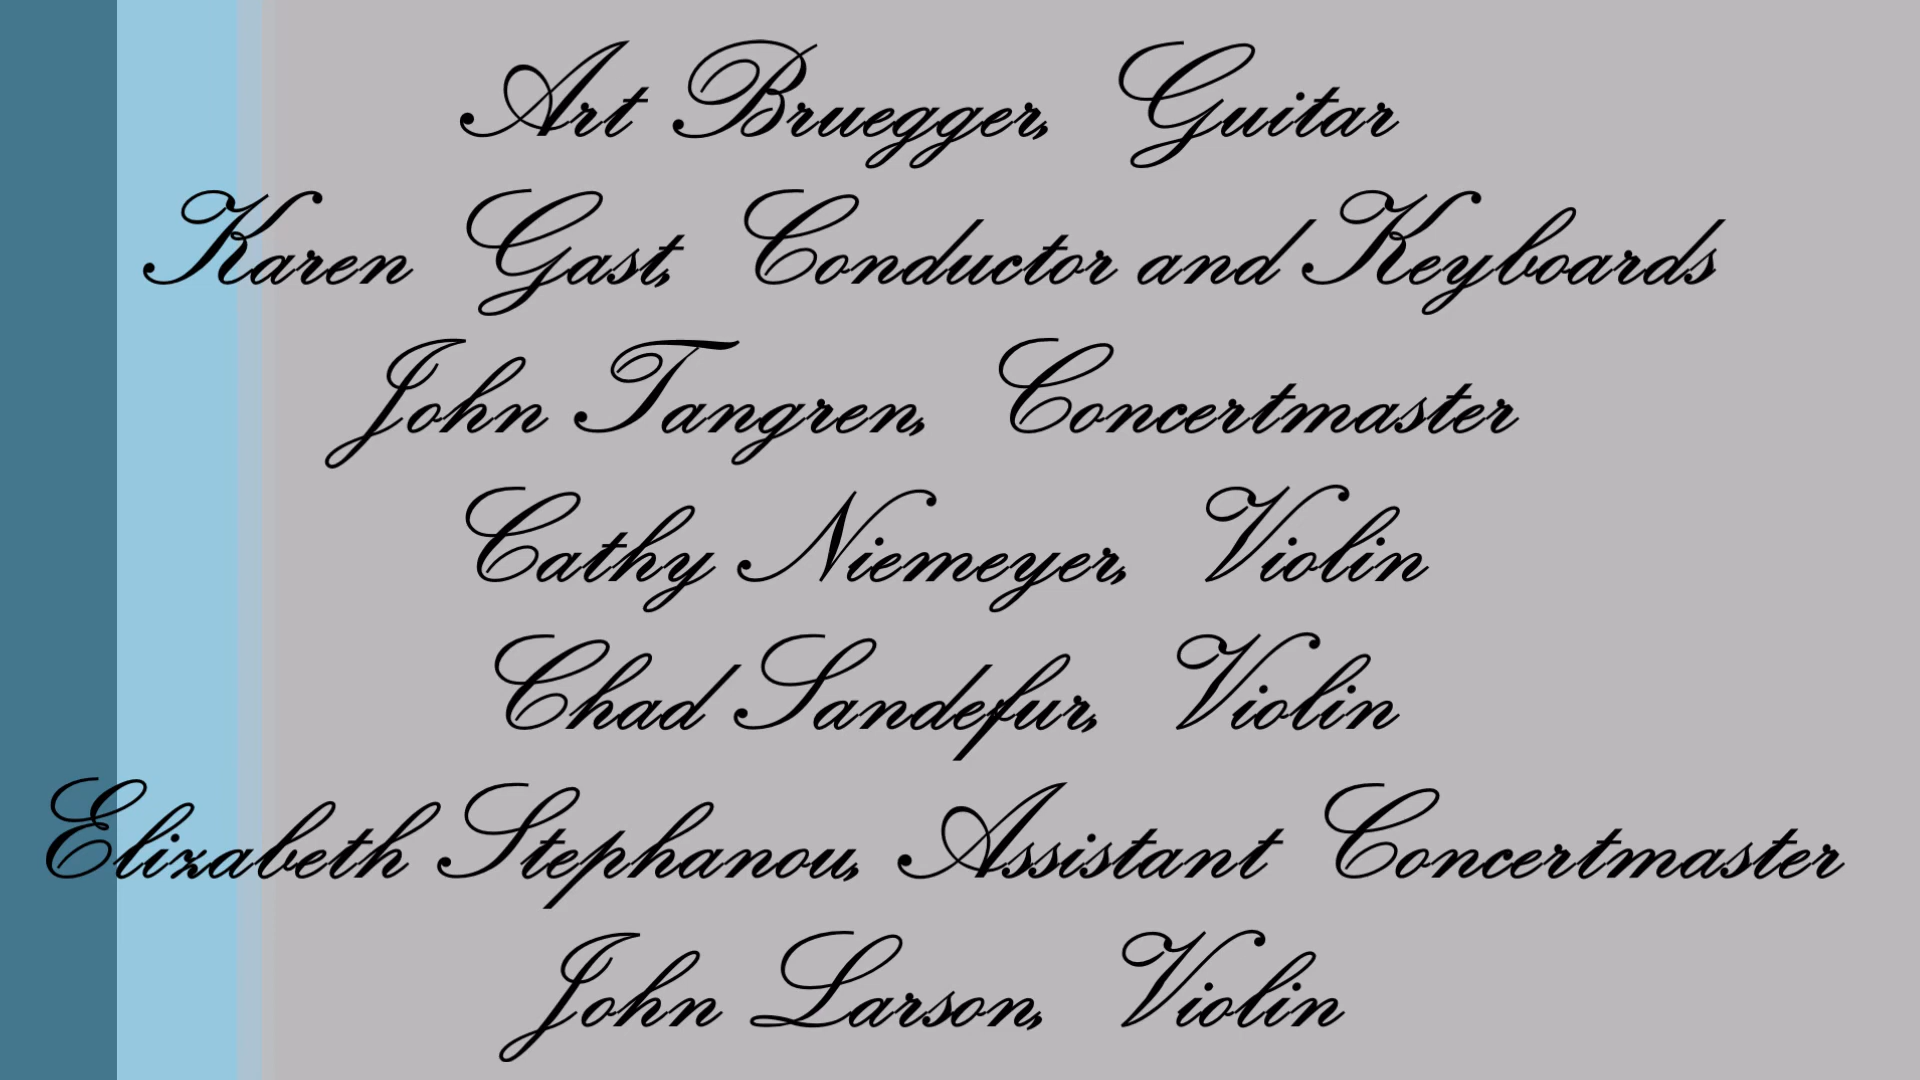 Art Bruegger, Guitar
Karen Gast, Conductor and Keyboards
John Tangren, Concertmaster
Cathy Niemeyer, Violin
Chad Sandefur, Violin
Elizabeth Stephanou, Assistant Concertmaster
John Larson, Violin